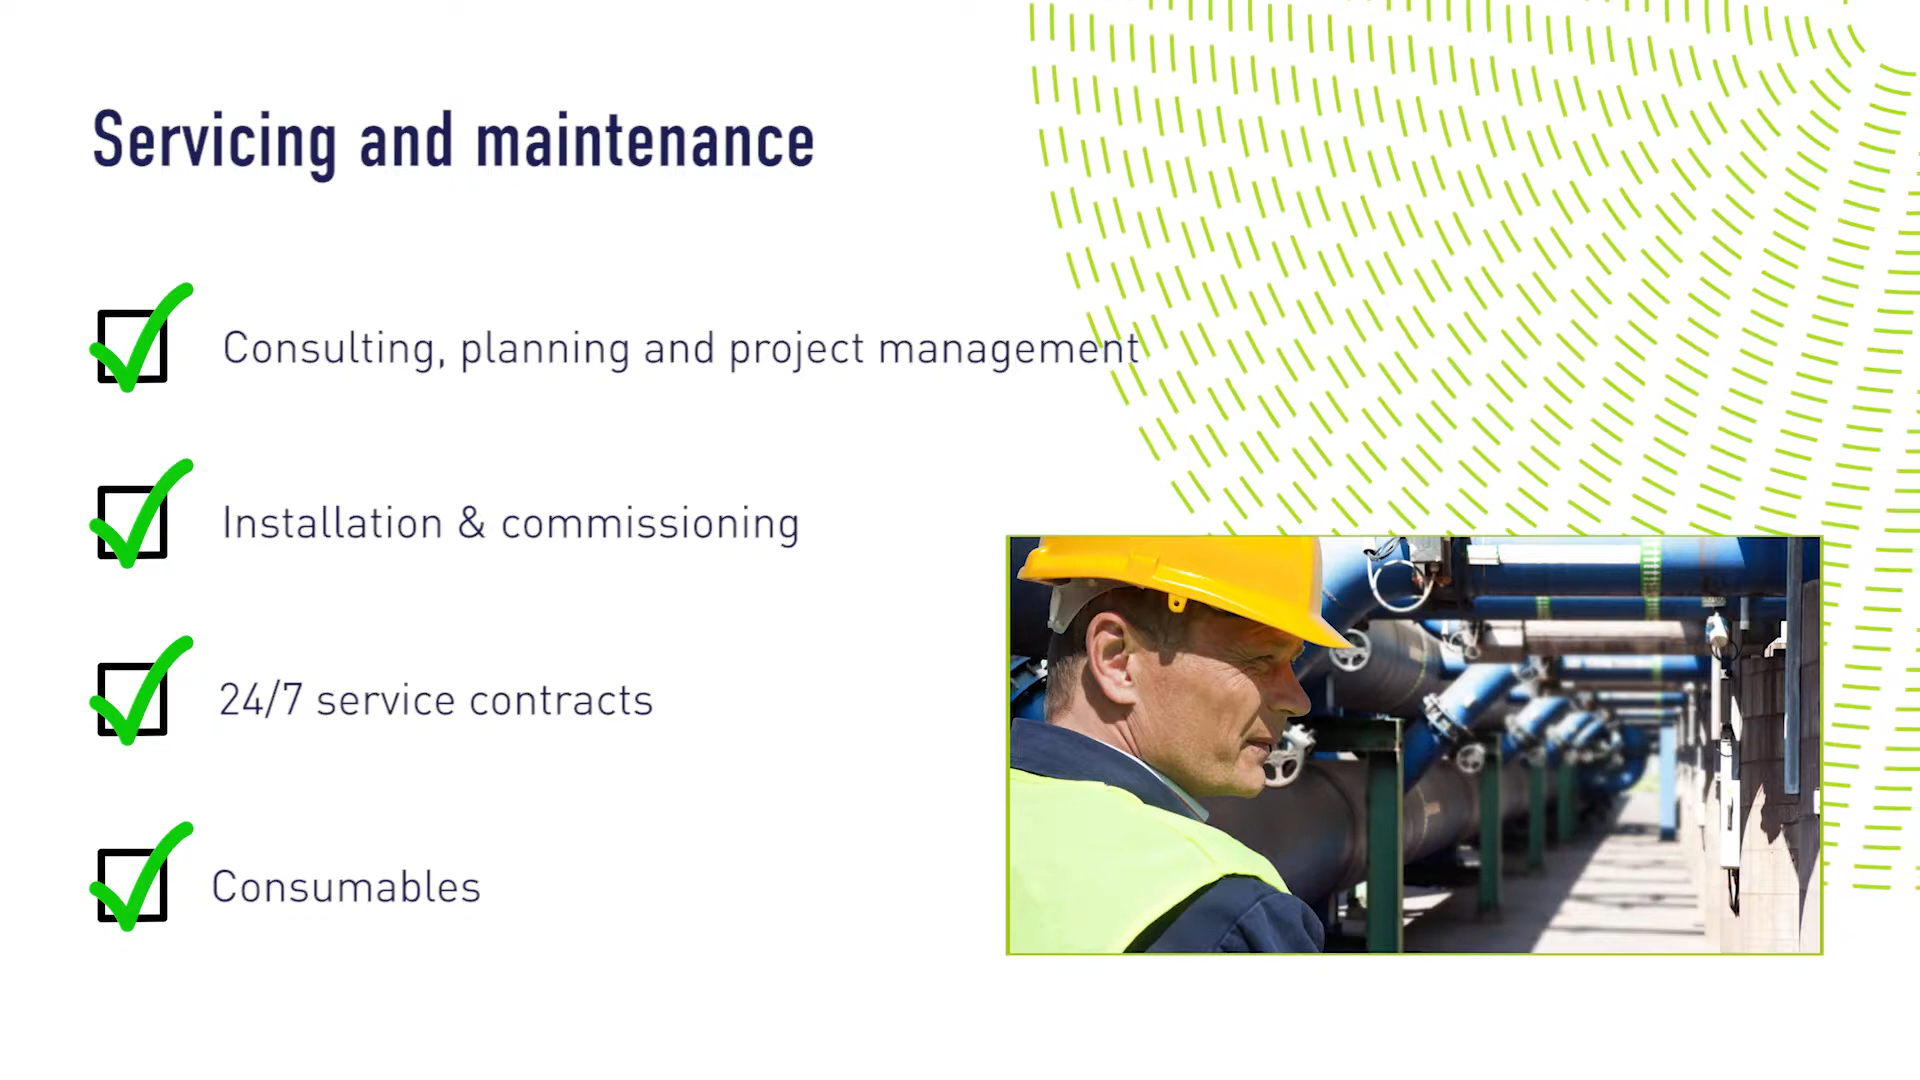 Servicing and maintenance
Consulting, planning and project management
Installation & commissioning
24/7 service contracts
Consumables